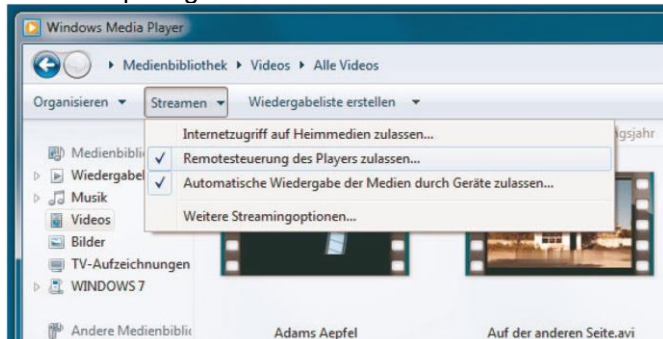 Windows Media Player
Medienbibliothek Videos Alle Videos
Organisieren Streamen Wiedergabeliste erstellen
Internetzugriff auf Heimmedien zulassen...
Remotesteuerung des Players zulassen...
Automatische Wiedergabe der Medien durch Geräte zulassen...
Weitere Streamingoptionen...
Musik
Videos
Bilder
TV-Aufzeichnungen
WINDOWS 7
Adams Aepfel
Auf der anderen Seite.avi